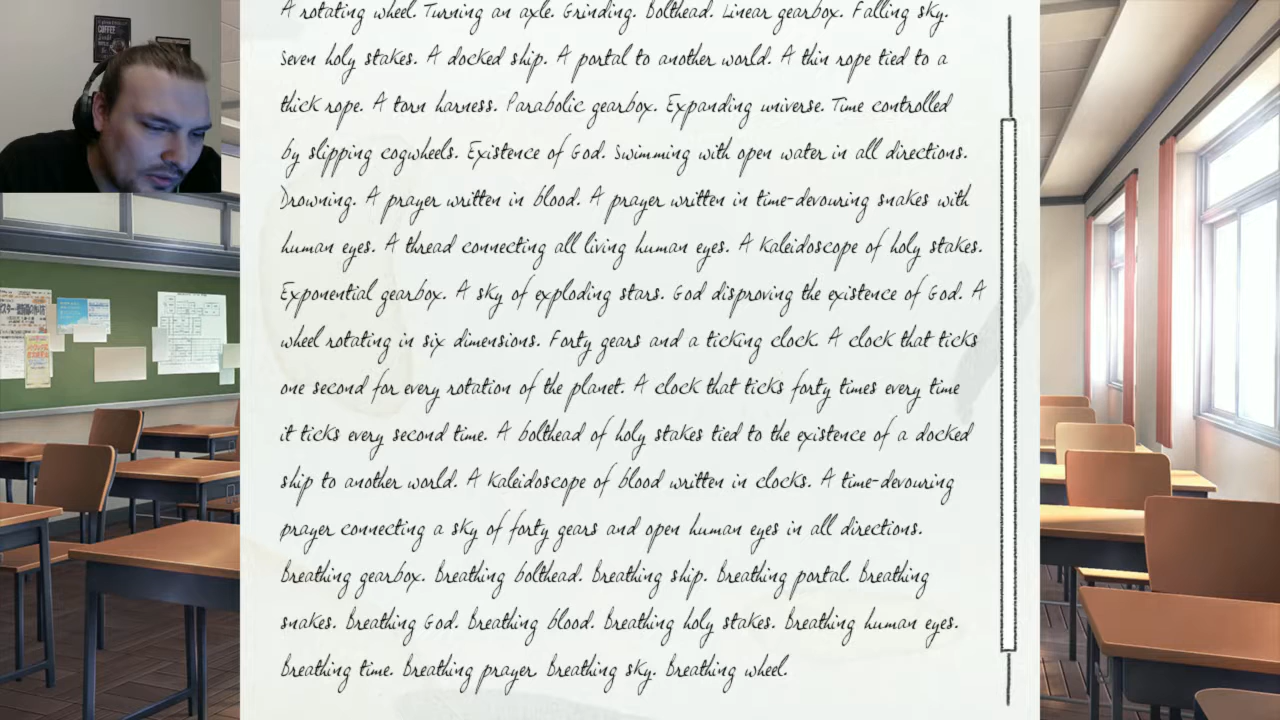 COFFEE
A rotating wheel. Turning an axle. Grinding. Bolthead. Linear gearbox. Falling sky.
Seven holy stakes. A docked ship. A portal to another world. A thin rope tied to a
thick rope. A torn harness. Parabolic gearbox. Expanding universe. Time controlled
by slipping cogwheels. Existence of God. Swimming with open water in all directions.
Drowning. A prayer written in blood. A prayer written in time-devouring snakes with
human eyes. A thread connecting all living human eyes. A kaleidoscope of holy stakes.
Exponential gearbox. A sky of exploding stars. God disproving the existence of God. A
wheel rotating in six dimensions. Forty gears and a ticking clock. A clock that ticks
one second for every rotation of the planet. A clock that ticks forty times every time
it ticks every second time. A bolthead of holy stakes tied to the existence of a docked
ship to another world. A kaleidoscope of blood written in clocks. A time-devouring
prayer connecting a sky of forty gears and open human eyes in all directions.
Breathing gearbox. Breathing bolthead. Breathing ship. Breathing portal. Breathing
snakes. Breathing God. Breathing blood. Breathing holy stakes. Breathing human eyes.
Breathing time. Breathing prayer. Breathing sky. Breathing wheel.